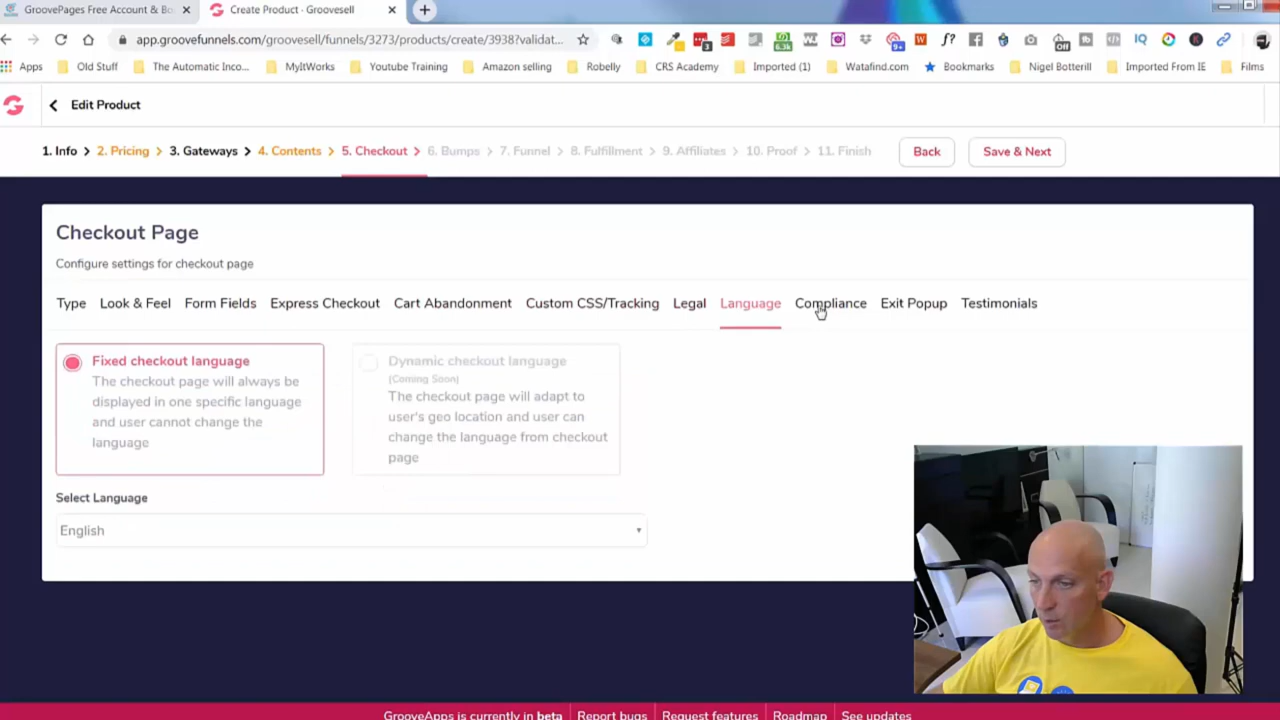 GroovePages Free Account & Bo
Create Product · Groovesell
app.groovefunnels.com/groovesell/funnels/3273/products/create/3938?validat...
Apps
Old Stuff
The Automatic Inco...
MyItWorks
Youtube Training
Amazon selling
Robelly
CRS Academy
Imported (1)
Watafind.com
Bookmarks
Nigel Botterill
Imported From IE
Films
Edit Product
1. Info
2. Pricing
3. Gateways
4. Contents
5. Checkout
6. Bumps
7. Funnel
8. Fulfillment
9. Affiliates
10. Proof
11. Finish
Back
Save & Next
Checkout Page
Configure settings for checkout page
Type
Look & Feel
Form Fields
Express Checkout
Cart Abandonment
Custom CSS/Tracking
Legal
Language
Compliance
Exit Popup
Testimonials
Fixed checkout language
The checkout page will always be
displayed in one specific language
and user cannot change the
language
Dynamic checkout language
(Coming Soon)
The checkout page will adapt to
user's geo location and user can
change the language from checkout
page
Select Language
English
GrooveApps is currently in beta
Report bugs
Request features
Roadmap
See updates